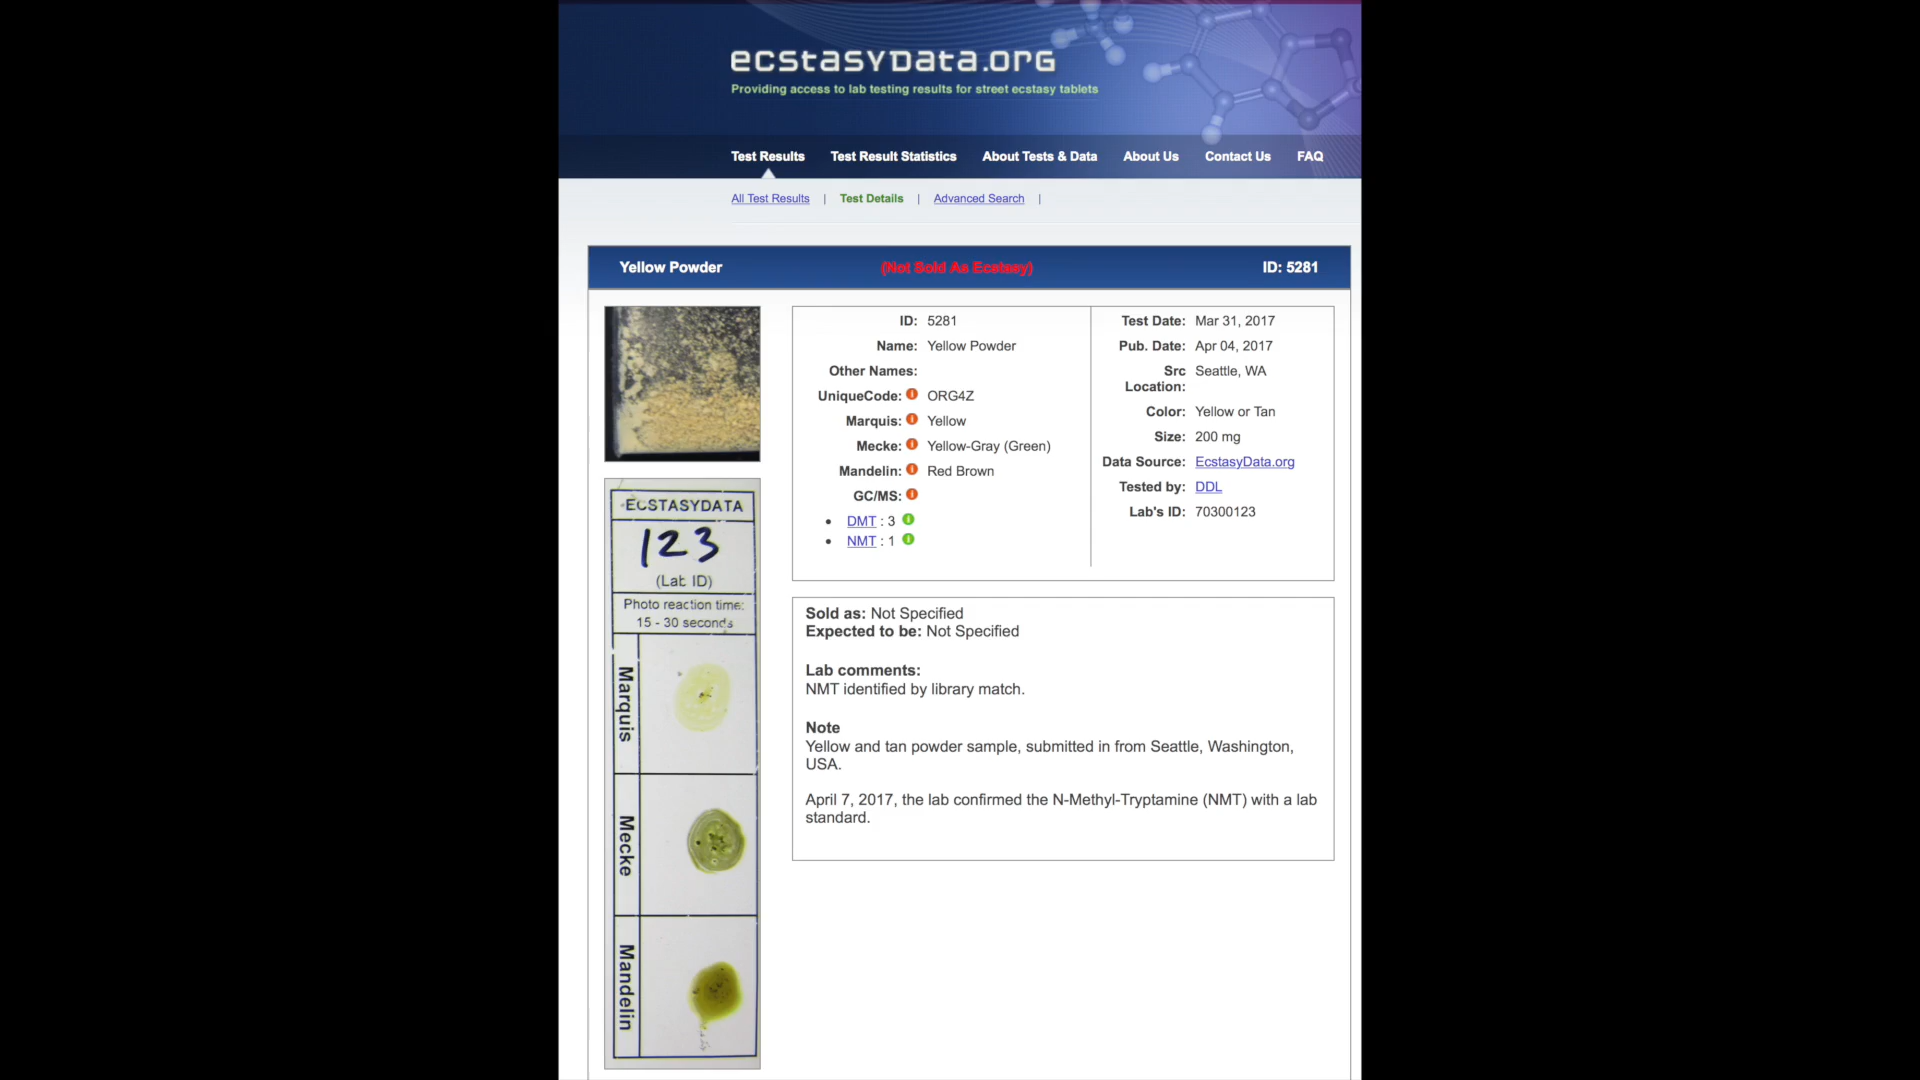 ecstasydata.org
Providing access to lab testing results for street ecstasy tablets
Test Results Test Result Statistics About Tests & Data About Us Contact Us FAQ
All Test Results | Test Details | Advanced Search |
Yellow Powder (Not Sold As Ecstasy) ID: 5281
ID: 5281
Name: Yellow Powder
Other Names:
UniqueCode: ORG4Z
Marquis: Yellow
Mecke: Yellow-Gray (Green)
Mandelin: Red Brown
GC/MS:
• DMT : 3
• NMT : 1
Test Date: Mar 31, 2017
Pub. Date: Apr 04, 2017
Src Seattle, WA
Location:
Color: Yellow or Tan
Size: 200 mg
Data Source: EcstasyData.org
Tested by: DDL
Lab's ID: 70300123
ECSTASYDATA
123
(Lab ID)
Photo reaction time:
15 - 30 seconds
Marquis
Mecke
Mandelin
Sold as: Not Specified
Expected to be: Not Specified
Lab comments:
NMT identified by library match.
Note
Yellow and tan powder sample, submitted in from Seattle, Washington,
USA.
April 7, 2017, the lab confirmed the N-Methyl-Tryptamine (NMT) with a lab
standard.